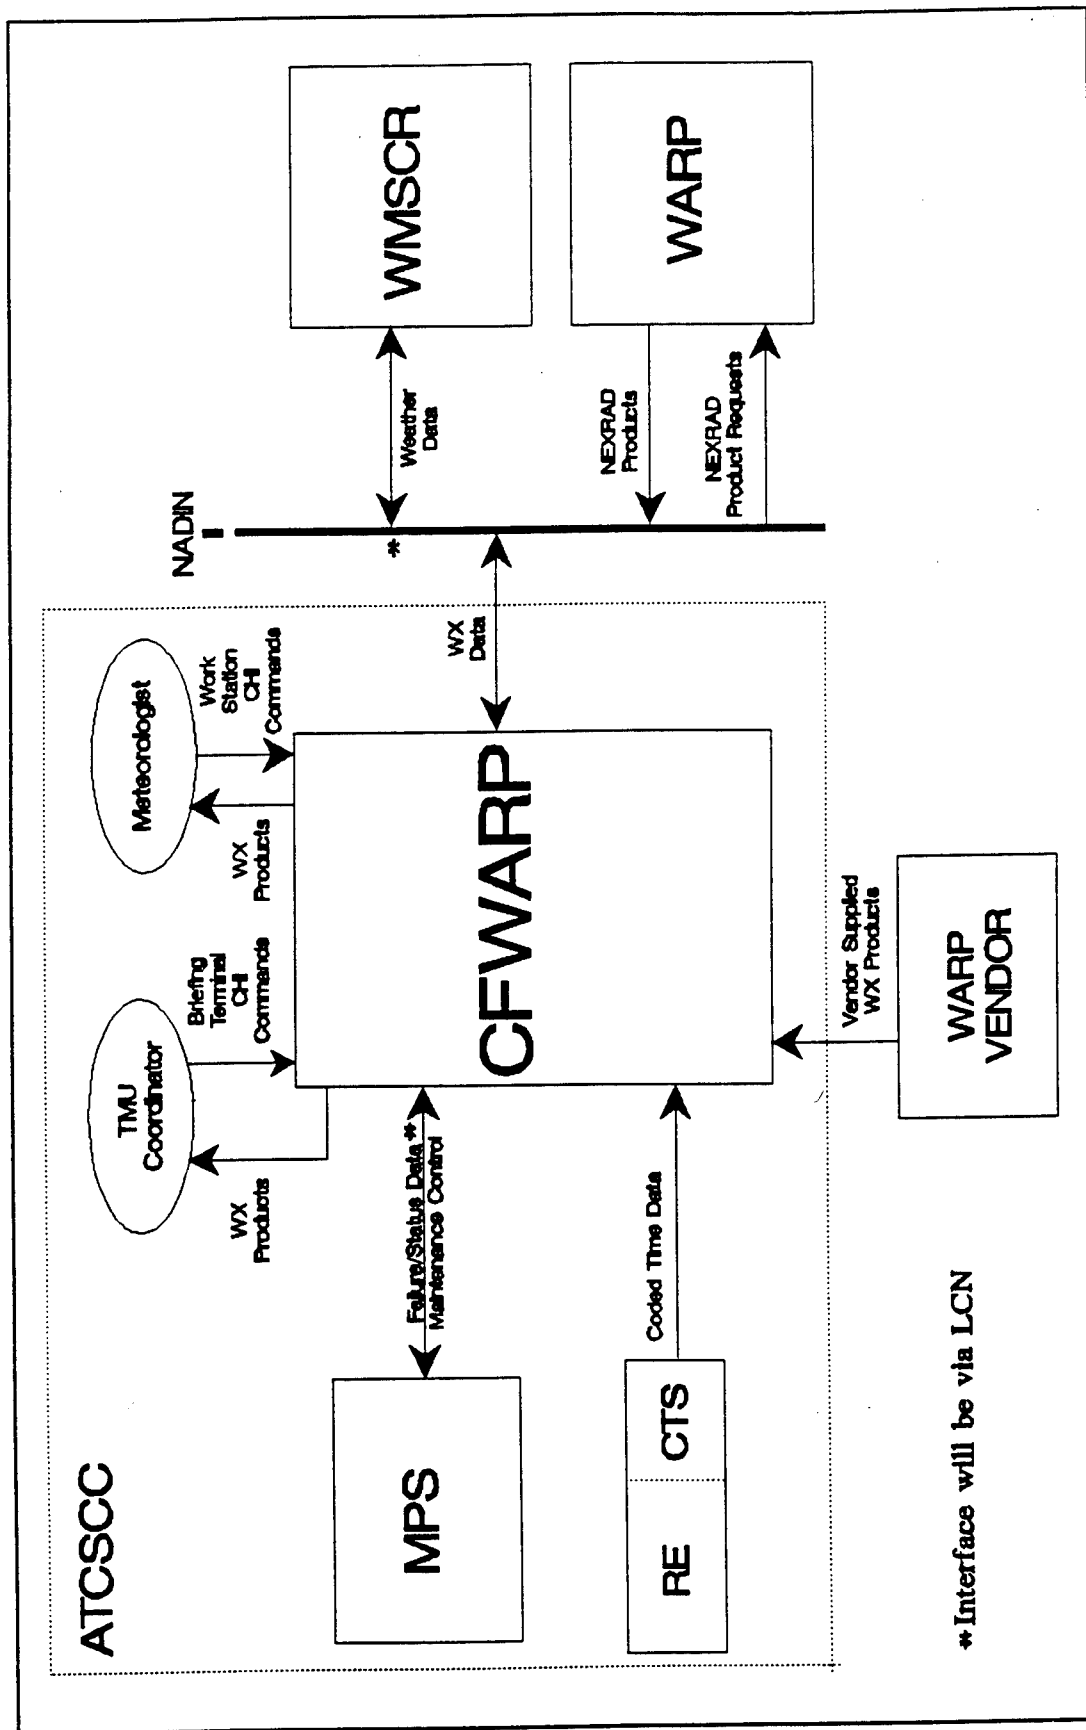 ATCSCC
TMU
Coordinator
Meteorologist
WX
Products
Briefing
Terminal
CHI
Commands
WX
Products
Work
Station
CHI
Commands
NADIN
II
MPS
Failure/Status Data *
Maintenance Control
CFWARP
WX
Data
*
Weather
Data
WMSCR
RE
CTS
Coded Time Data
NEXRAD
Products
NEXRAD
Product Requests
WARP
Vendor Supplied
WX Products
WARP
VENDOR
*Interface will be via LCN